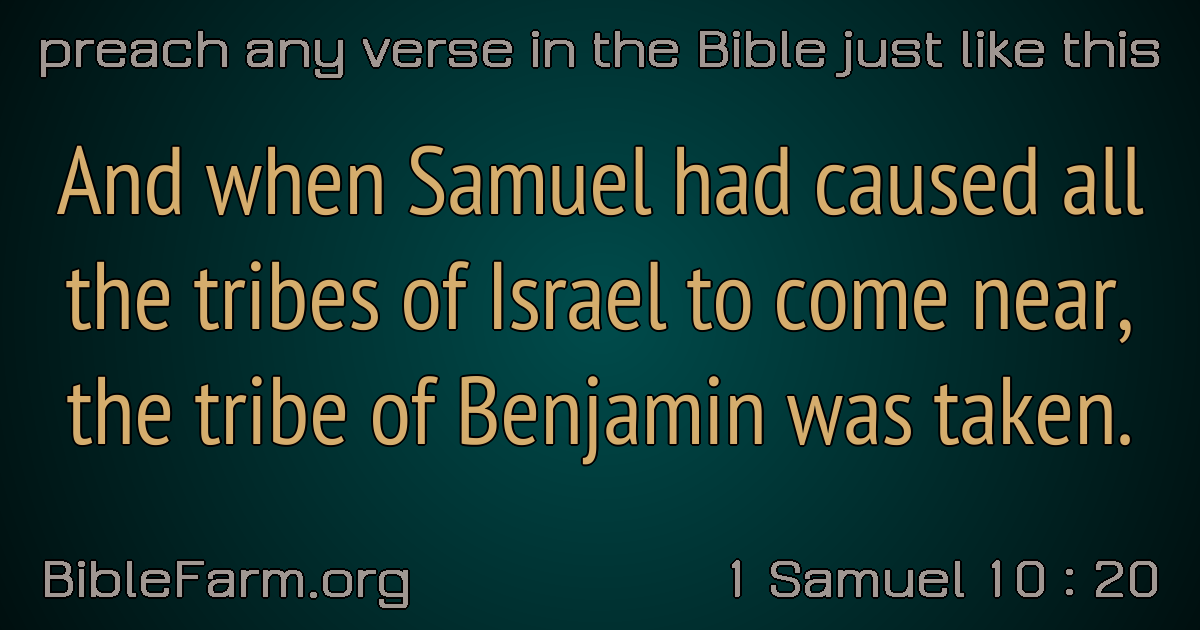 preach any verse in the Bible just like this
And when Samuel had caused all
the tribes of Israel to come near,
the tribe of Benjamin was taken.
BibleFarm.org
1 Samuel 10 : 20